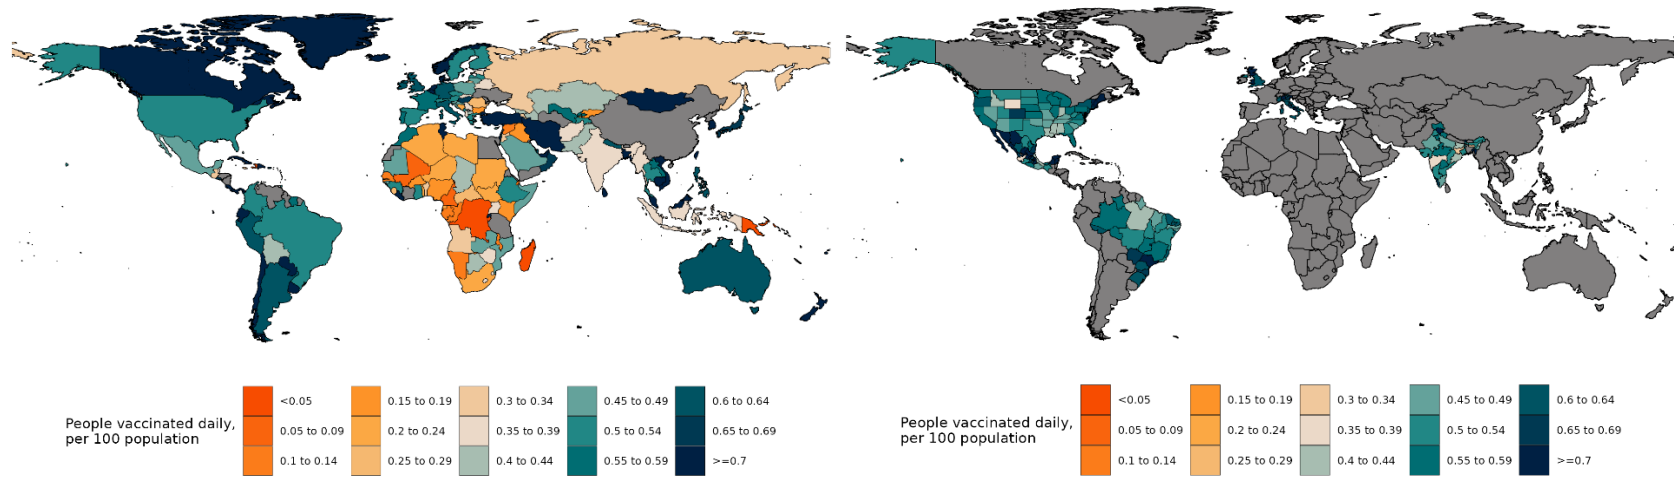 People vaccinated daily,
per 100 population
<0.05
0.05 to 0.09
0.1 to 0.14
0.15 to 0.19
0.2 to 0.24
0.25 to 0.29
0.3 to 0.34
0.35 to 0.39
0.4 to 0.44
0.45 to 0.49
0.5 to 0.54
0.55 to 0.59
0.6 to 0.64
0.65 to 0.69
>=0.7
People vaccinated daily,
per 100 population
<0.05
0.05 to 0.09
0.1 to 0.14
0.15 to 0.19
0.2 to 0.24
0.25 to 0.29
0.3 to 0.34
0.35 to 0.39
0.4 to 0.44
0.45 to 0.49
0.5 to 0.54
0.55 to 0.59
0.6 to 0.64
0.65 to 0.69
>=0.7